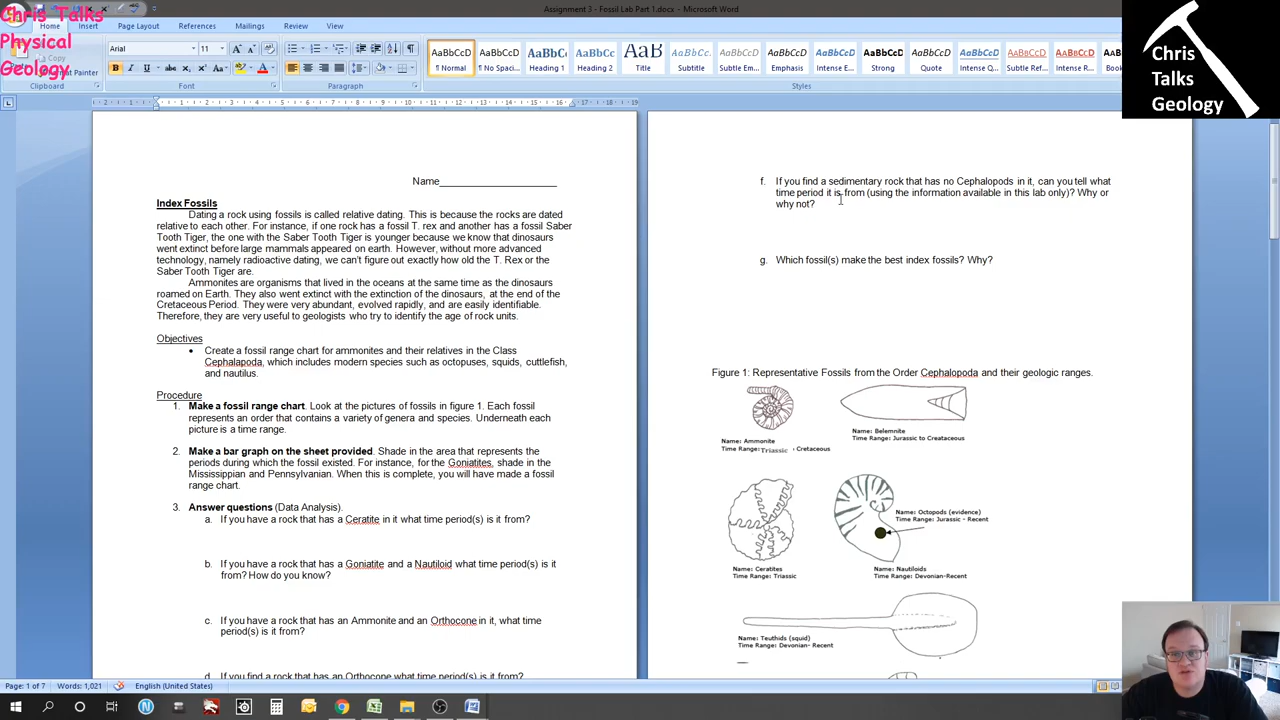 Assignment 3 - Fossil Lab Part 1.docx - Microsoft Word
Chris Talks
Physical
Geology
Home Insert Page Layout References Mailings Review View
Copy
Format Painter
Clipboard
Arial 11
Font
Paragraph
AaBbCcD AaBbCcD AaBbC AaBbCc AaB AaBbCc. AaBbCcD AaBbCcD AaBbCcD AaBbCcD AaBbCcD AaBbCcD AaBbCcD AaBbCcD
¶ Normal ¶ No Spaci... Heading 1 Heading 2 Title Subtitle Subtle Em... Emphasis Intense E... Strong Quote Intense Q... Subtle Ref... Intense R... Book
Styles
Chris
Talks
Geology
Name____________________
Index Fossils
Dating a rock using fossils is called relative dating. This is because the rocks are dated
relative to each other. For instance, if one rock has a fossil T. rex and another has a fossil Saber
Tooth Tiger, the one with the Saber Tooth Tiger is younger because we know that dinosaurs
went extinct before large mammals appeared on earth. However, without more advanced
technology, namely radioactive dating, we can't figure out exactly how old the T. Rex or the
Saber Tooth Tiger are.
Ammonites are organisms that lived in the oceans at the same time as the dinosaurs
roamed on Earth. They also went extinct with the extinction of the dinosaurs, at the end of the
Cretaceous Period. They were very abundant, evolved rapidly, and are easily identifiable.
Therefore, they are very useful to geologists who try to identify the age of rock units.
Objectives
• Create a fossil range chart for ammonites and their relatives in the Class
Cephalapoda, which includes modern species such as octopuses, squids, cuttlefish,
and nautilus.
Procedure
1. Make a fossil range chart. Look at the pictures of fossils in figure 1. Each fossil
represents an order that contains a variety of genera and species. Underneath each
picture is a time range.
2. Make a bar graph on the sheet provided. Shade in the area that represents the
periods during which the fossil existed. For instance, for the Goniatites, shade in the
Mississippian and Pennsylvanian. When this is complete, you will have made a fossil
range chart.
3. Answer questions (Data Analysis).
a. If you have a rock that has a Ceratite in it what time period(s) is it from?
b. If you have a rock that has a Goniatite and a Nautiloid what time period(s) is it
from? How do you know?
c. If you have a rock that has an Ammonite and an Orthocone in it, what time
period(s) is it from?
d. If you find a rock that has an Orthocone what time period(s) is it from?
f. If you find a sedimentary rock that has no Cephalopods in it, can you tell what
time period it is from (using the information available in this lab only)? Why or
why not?
g. Which fossil(s) make the best index fossils? Why?
Figure 1: Representative Fossils from the Order Cephalopoda and their geologic ranges.
Name: Ammonite
Time Range: Triassic - Cretaceous
Name: Belemnite
Time Range: Jurassic to Creataceous
Name: Octopods (evidence)
Time Range: Jurassic - Recent
Name: Ceratites
Time Range: Triassic
Name: Nautiloids
Time Range: Devonian-Recent
Name: Teuthids (squid)
Time Range: Devonian- Recent
Page: 1 of 7 Words: 1,021 English (United States)